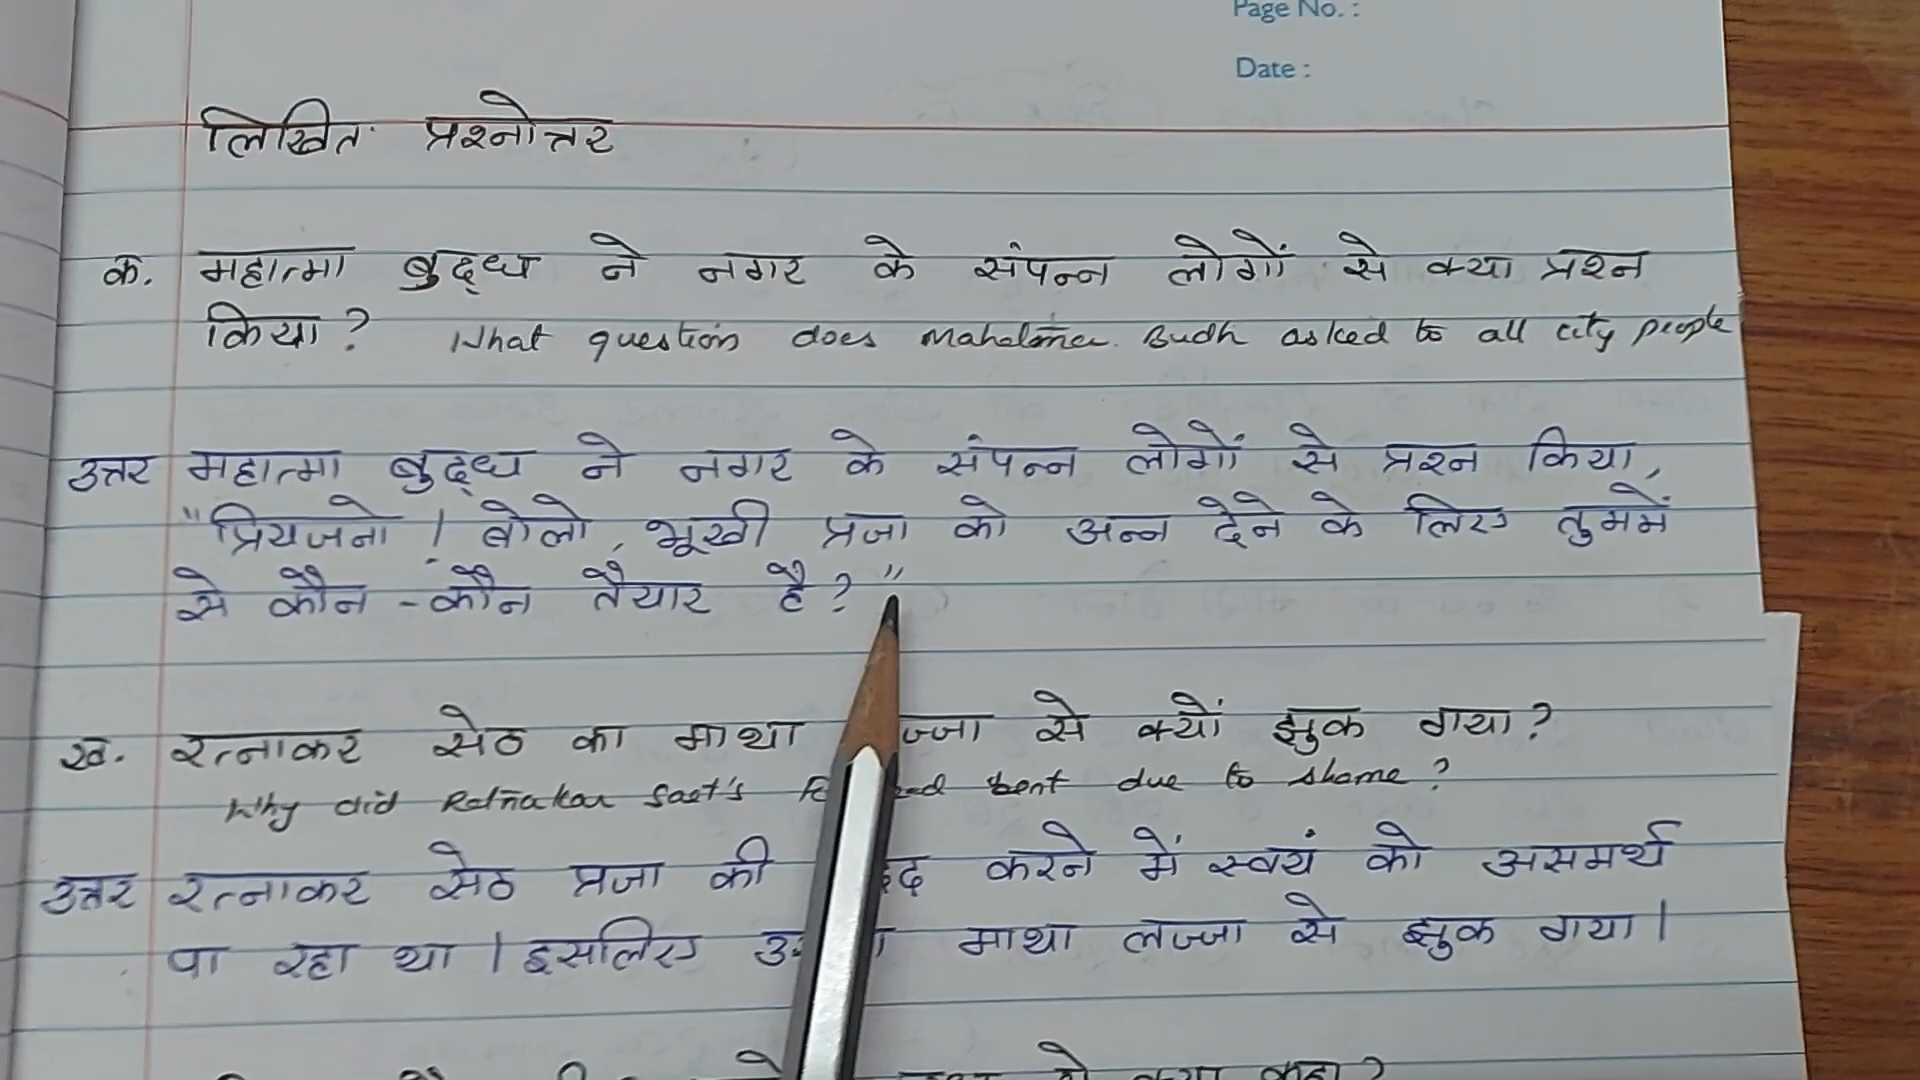 Page No. :
Date :
लिखित प्रश्नोत्तर
क. महात्मा बुद्ध ने नगर के संपन्न लोगों से क्या प्रश्न
किया? What question does Mahatma Budh asked to all city people
उत्तर महात्मा बुद्ध ने नगर के संपन्न लोगों से प्रश्न किया,
"प्रियजनो! बोलो, भूखी प्रजा को अन्न देने के लिए तुममें
से कौन-कौन तैयार है?"
ख. रत्नाकर सेठ का माथा से क्यों झुक गया?
Why did Ratnakar Saet's bent due to shame?
उत्तर रत्नाकर सेठ प्रजा की करने में स्वयं को असमर्थ
पा रहा था। इसलिए माथा लज्जा से झुक गया।
क्या कहा?